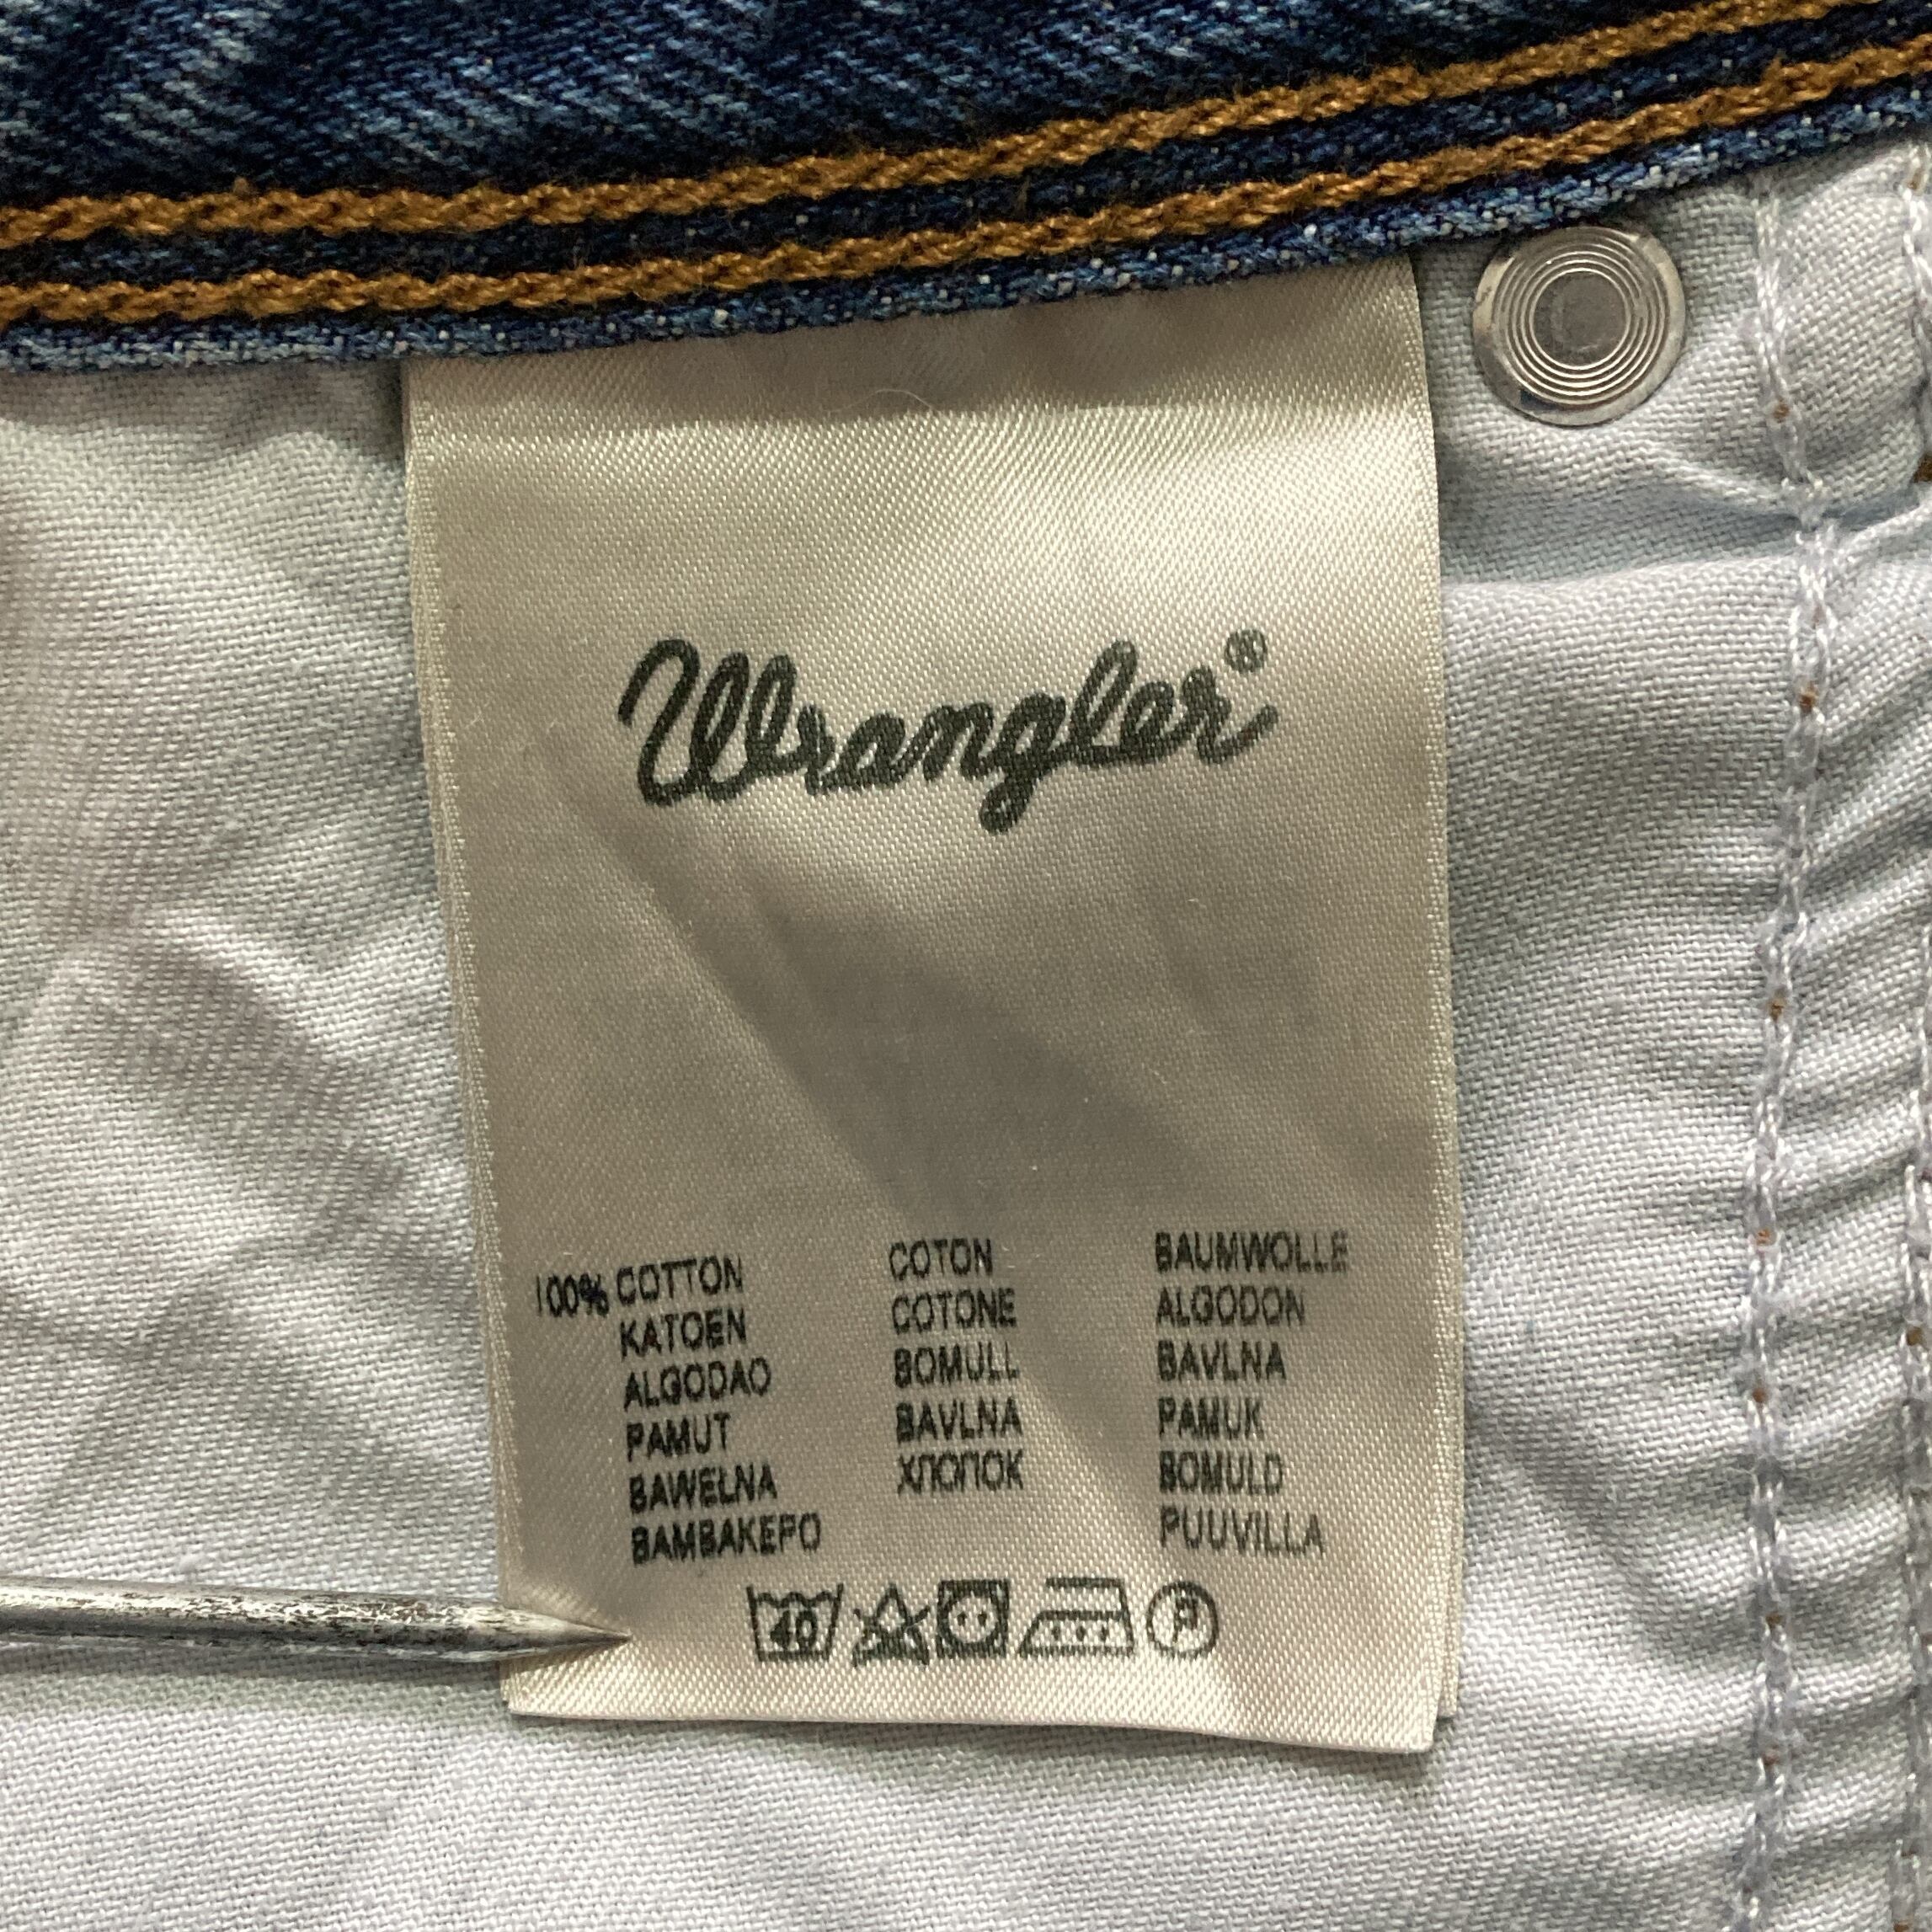 Wrangler®
100% COTTON COTON BAUMWOLLE
KATOEN COTONE ALGODON
ALGODAO BOMULL BAVLNA
PAMUT BAVLNA PAMUK
BAWEŁNA ХЛОПОК BOMULD
BAMBAKEPO PUUVILLA
40 P